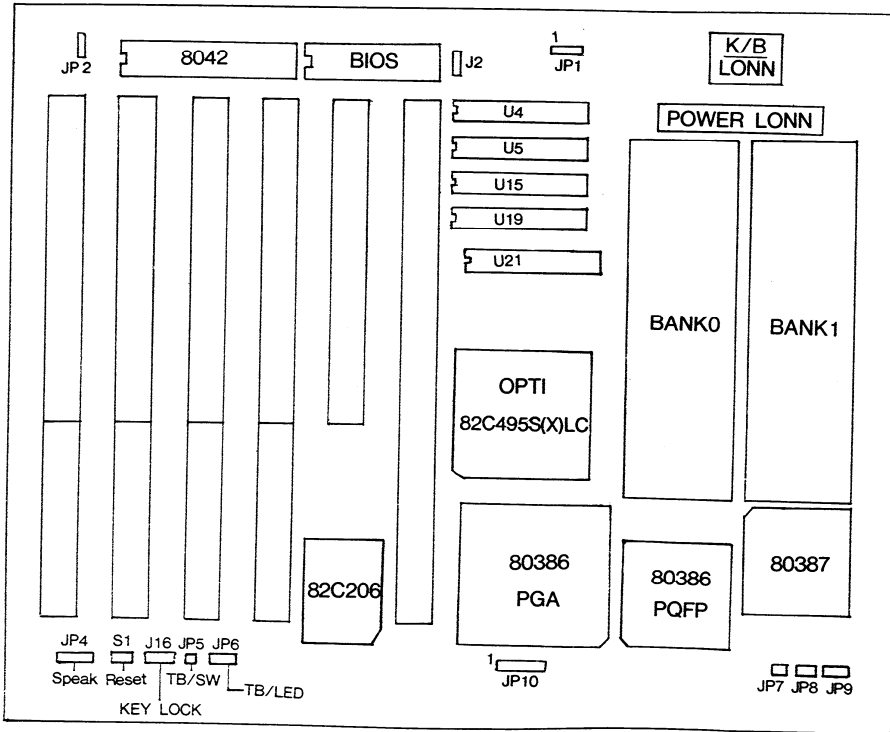 JP2
8042
BIOS
J2
1
JP1
K/B
LONN
POWER LONN
U4
U5
U15
U19
U21
BANK0
BANK1
OPTI
82C495S(X)LC
82C206
80386
PGA
80386
PQFP
80387
JP4
S1
J16
JP5
JP6
Speak
Reset
TB/SW
TB/LED
KEY LOCK
1
JP10
JP7
JP8
JP9